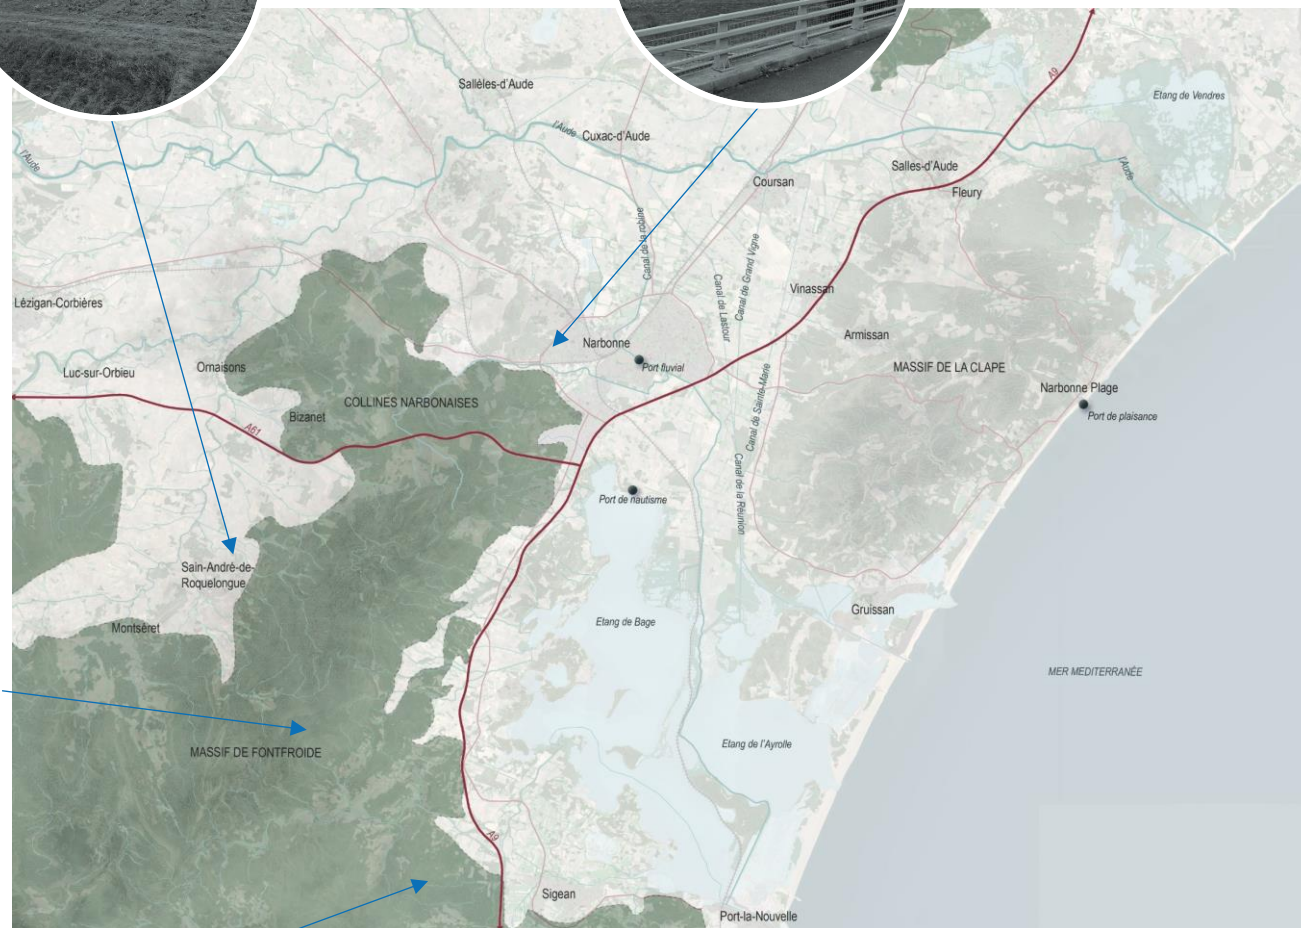 A9
Etang de Vendres
Sallèles-d'Aude
l'Aude
Cuxac-d'Aude
l'Aude
Salles-d'Aude
l'Aude
Coursan
Fleury
Canal de la robine
Canal de Grand Vigne
Canal de Lastour
Vinassan
Lézigan-Corbières
Armissan
Narbonne
Port fluvial
Ornaisons
Luc-sur-Orbieu
MASSIF DE LA CLAPE
Narbonne Plage
Port de plaisance
COLLINES NARBONAISES
Bizanet
A61
Canal de Sainte-Marie
Canal de la Réunion
Port de nautisme
Sain-André-de-
Roquelongue
Gruissan
Etang de Bage
Montséret
MER MEDITERRANÉE
Etang de l'Ayrolle
MASSIF DE FONTFROIDE
A9
Sigean
Port-la-Nouvelle